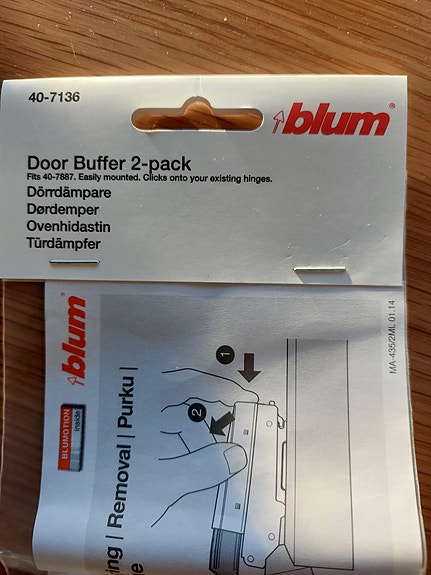 40-7136
blum®
Door Buffer 2-pack
Fits 40-7887. Easily mounted. Clicks onto your existing hinges.
Dörrdämpare
Dørdemper
Ovenhidastin
Türdämpfer
blum®
BLUMOTION
inside
ing | Removal | Purku |
e
1
2
MA-435/2ML 01.14